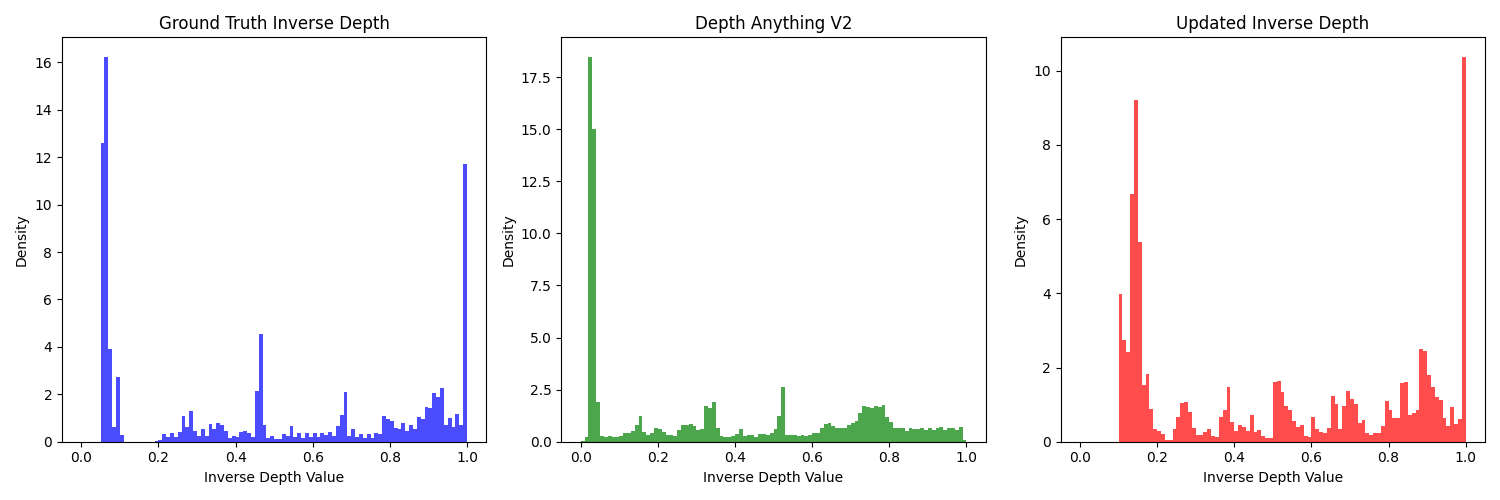 Ground Truth Inverse Depth
Density
16
14
12
10
8
6
4
2
0
0.0 0.2 0.4 0.6 0.8 1.0
Inverse Depth Value
Depth Anything V2
Density
17.5
15.0
12.5
10.0
7.5
5.0
2.5
0.0
0.0 0.2 0.4 0.6 0.8 1.0
Inverse Depth Value
Updated Inverse Depth
Density
10
8
6
4
2
0
0.0 0.2 0.4 0.6 0.8 1.0
Inverse Depth Value